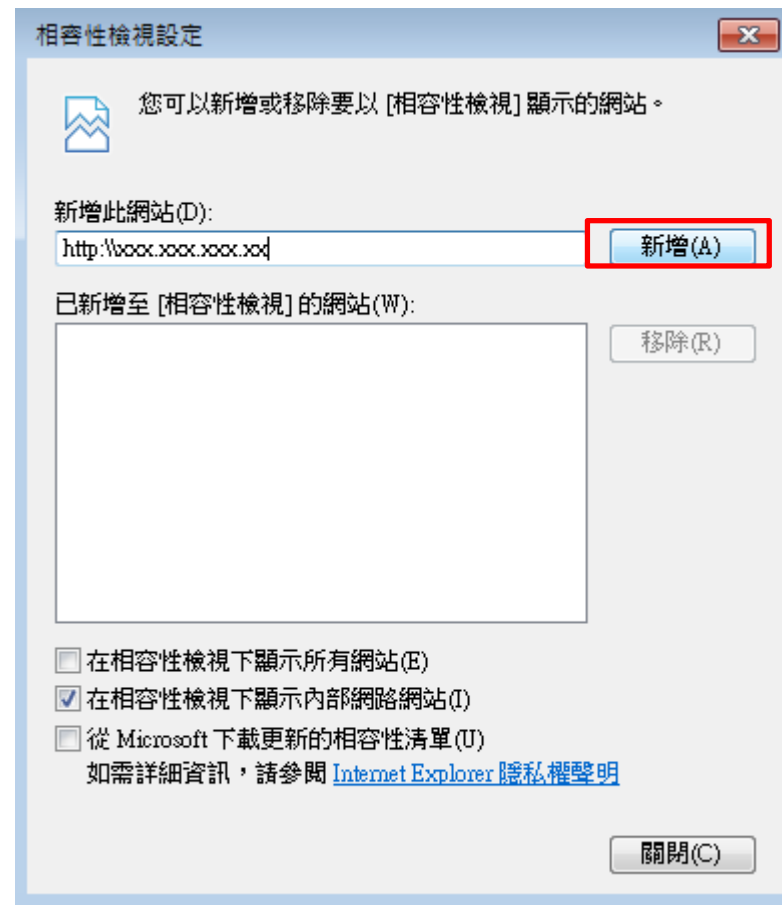 相容性檢視設定
您可以新增或移除要以 [相容性檢視] 顯示的網站。
新增此網站(D):
http:\\xxx.xxx.xxx.xx
新增(A)
已新增至 [相容性檢視] 的網站(W):
移除(R)
在相容性檢視下顯示所有網站(E)
在相容性檢視下顯示內部網路網站(I)
從 Microsoft 下載更新的相容性清單(U)
如需詳細資訊，請參閱 Internet Explorer 隱私權聲明
關閉(C)